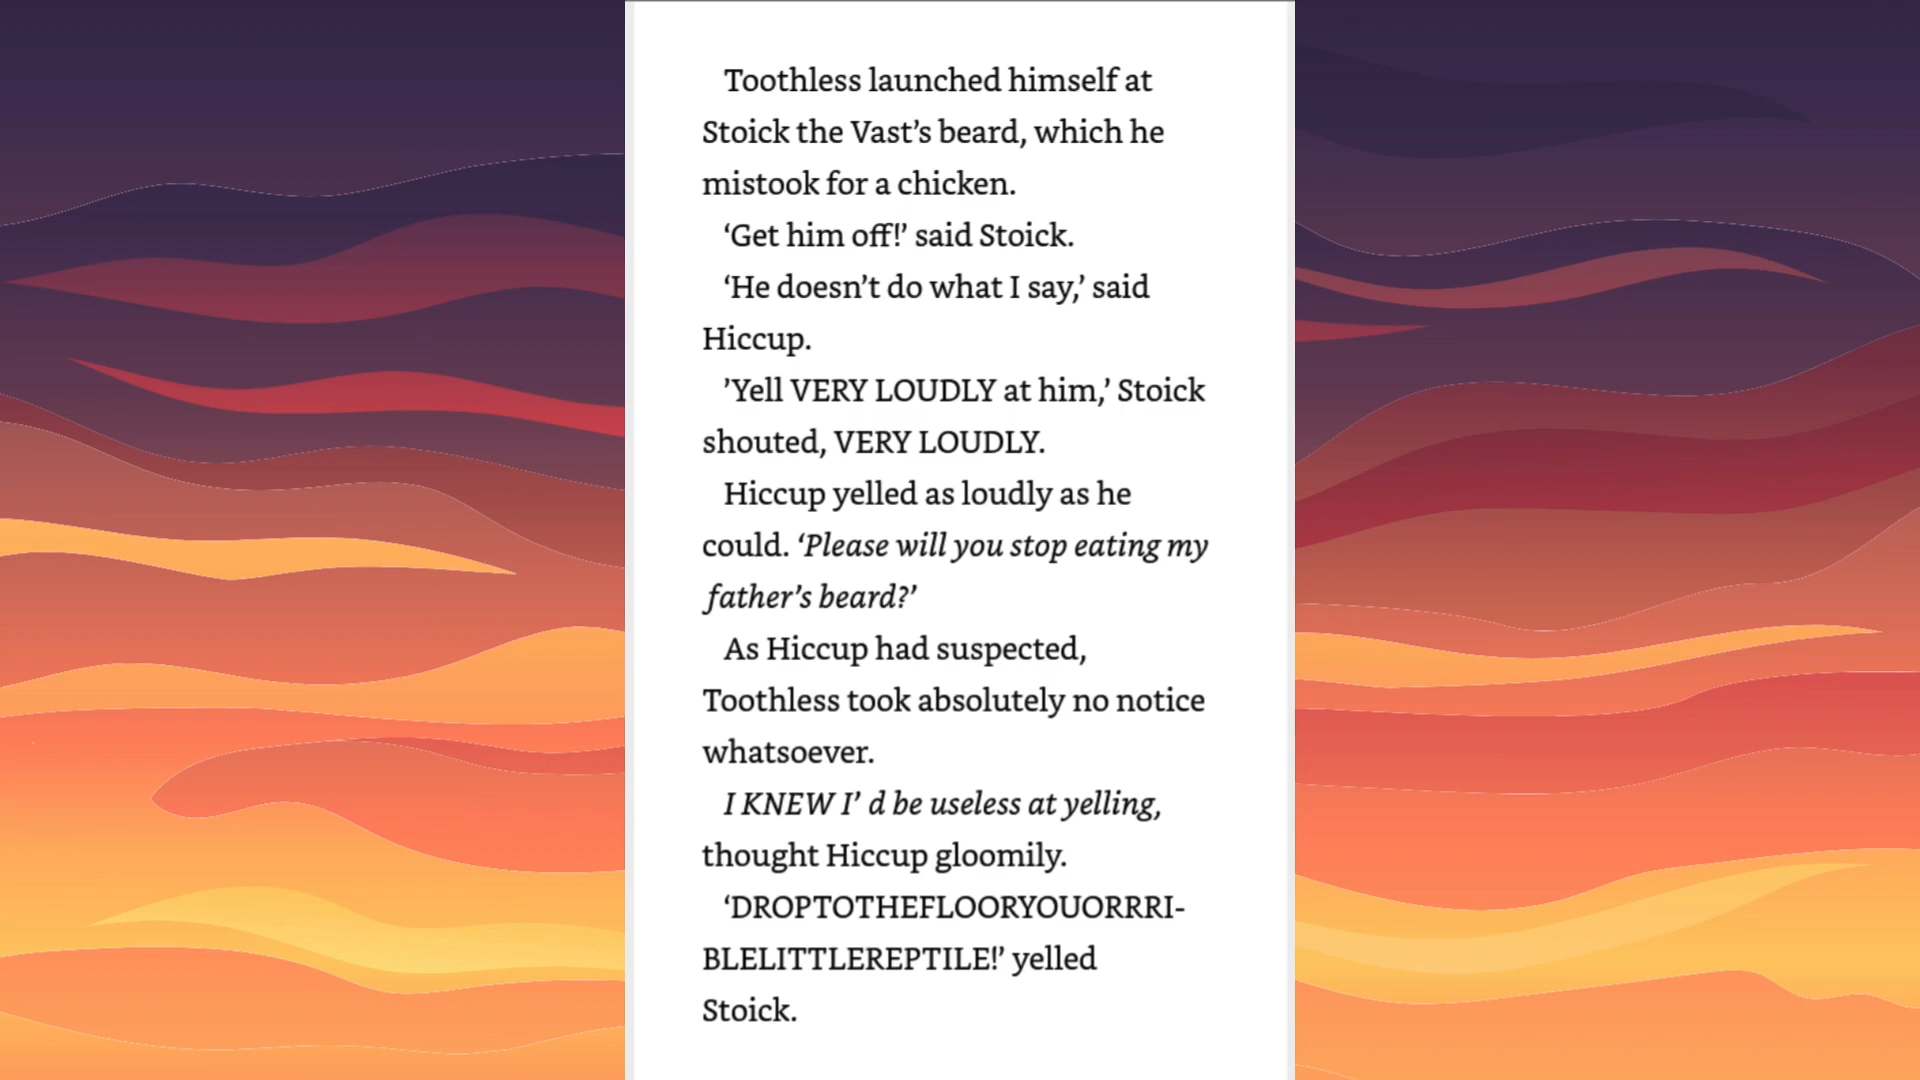 Toothless launched himself at
Stoick the Vast’s beard, which he
mistook for a chicken.
‘Get him off!’ said Stoick.
‘He doesn’t do what I say,’ said
Hiccup.
’Yell VERY LOUDLY at him,’ Stoick
shouted, VERY LOUDLY.
Hiccup yelled as loudly as he
could. ‘Please will you stop eating my
father’s beard?’
As Hiccup had suspected,
Toothless took absolutely no notice
whatsoever.
I KNEW I’ d be useless at yelling,
thought Hiccup gloomily.
‘DROPTOTHEFLOORYOUORRRI-
BLELITTLEREPTILE!’ yelled
Stoick.